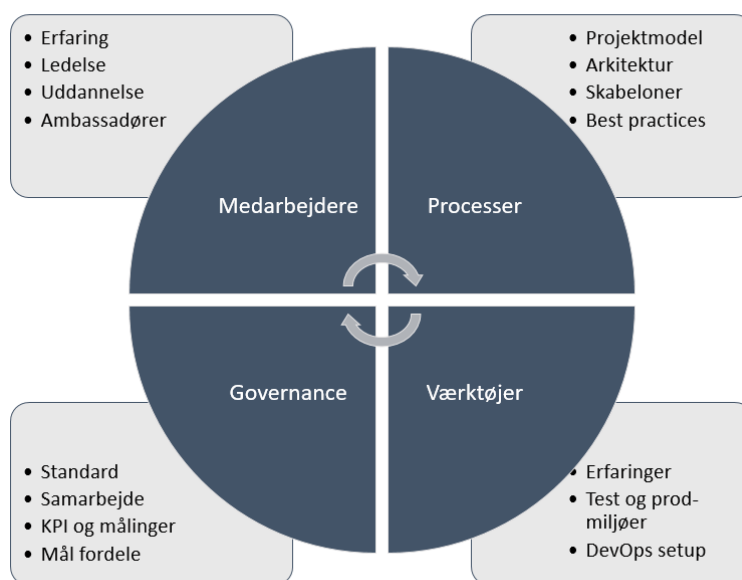 • Erfaring
• Ledelse
• Uddannelse
• Ambassadører
• Projektmodel
• Arkitektur
• Skabeloner
• Best practices
Medarbejdere
Processer
Governance
Værktøjer
• Standard
• Samarbejde
• KPI og målinger
• Mål fordele
• Erfaringer
• Test og prod-
miljøer
• DevOps setup